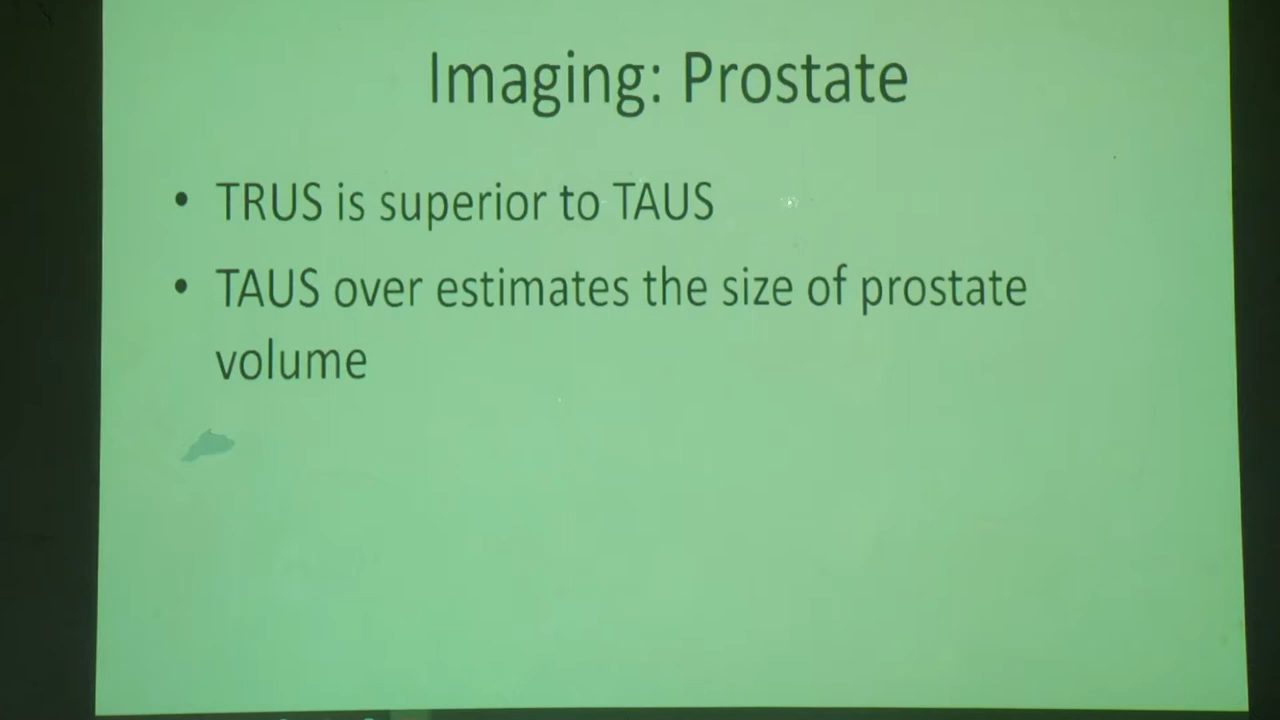 Imaging: Prostate
• TRUS is superior to TAUS
• TAUS over estimates the size of prostate
volume